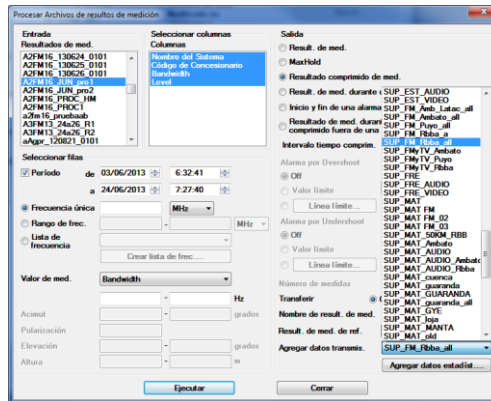 Procesar Archivos de resultos de medición
Entrada
Resultados de med.
A2FM16_130624_0101
A2FM16_130625_0101
A2FM16_130626_0101
A2FM16_JUN_pro1
A2FM16_JUN_pro2
A2FM16_PROC_HM
A2FM16_PROC1
a2fm16_pruebaab
A3FM13_24a26_R1
A3FM13_24a26_R2
aAgpr_120821_0101
Seleccionar columnas
Columnas
Nombre del Sistema
Código de Concesionario
Bandwidth
Level
Seleccionar filas
Período de 03/06/2013 6:32:41
a 24/06/2013 7:27:40
Frecuencia única MHz
Rango de frec. - MHz
Lista de frecuencia
Crear lista de frec....
Valor de med. Bandwidth
- Hz
Acimut - grados
Polarización
Elevación - grados
Altura - m
Salida
Result. de med.
MaxHold
Resultado comprimido de med.
Result. de med. durante
Inicio y fin de una alarma
Resultado de med. duran
comprimido fuera de una
Intervalo tiempo comprim.
Alarma por Overshoot
Off
Valor límite
Línea límite...
Alarma por Undershoot
Off
Valor límite
Línea límite...
Número de medidas
Transferir
Nombre de result. de med.
Result. de med. de ref.
Agregar datos transmis. SUP_FM_Rbba_all
Agregar datos estadíst....
SUP_EST_AUDIO
SUP_EST_VIDEO
SUP_FM_Amb_Latac_all
SUP_FM_Ambato_all
SUP_FM_Puyo_all
SUP_FM_Rbba_a
SUP_FM_Rbba_all
SUP_FMyTV_Ambato
SUP_FMyTV_Puyo
SUP_FMyTV_Rbba
SUP_FRE
SUP_FRE_AUDIO
SUP_FRE_VIDEO
SUP_MAT
SUP_MAT FM
SUP_MAT FM_02
SUP_MAT FM_03
SUP_MAT_50KM_RBB
SUP_MAT_Ambato
SUP_MAT_AUDIO
SUP_MAT_AUDIO_Ambato
SUP_MAT_AUDIO_Rbba
SUP_MAT_cuenca
SUP_MAT_guaranda
SUP_MAT_GUARANDA
SUP_MAT_guaranda_all
SUP_MAT_GYE
SUP_MAT_loja
SUP_MAT_MANTA
SUP_MAT_old
Ejecutar
Cerrar